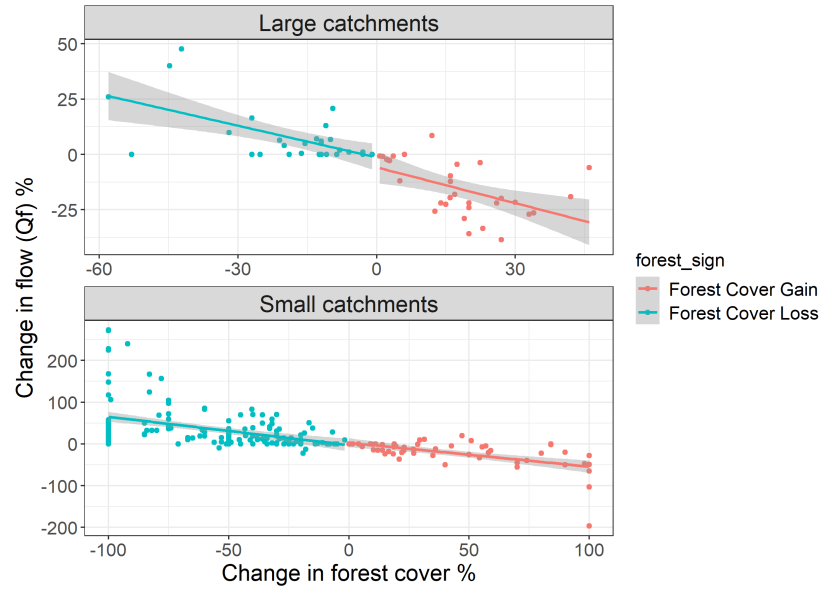 Large catchments
50
25
0
-25
-60 -30 0 30
Small catchments
200
100
0
-100
-200
-100 -50 0 50 100
Change in forest cover %
Change in flow (Qf) %
forest_sign
Forest Cover Gain
Forest Cover Loss